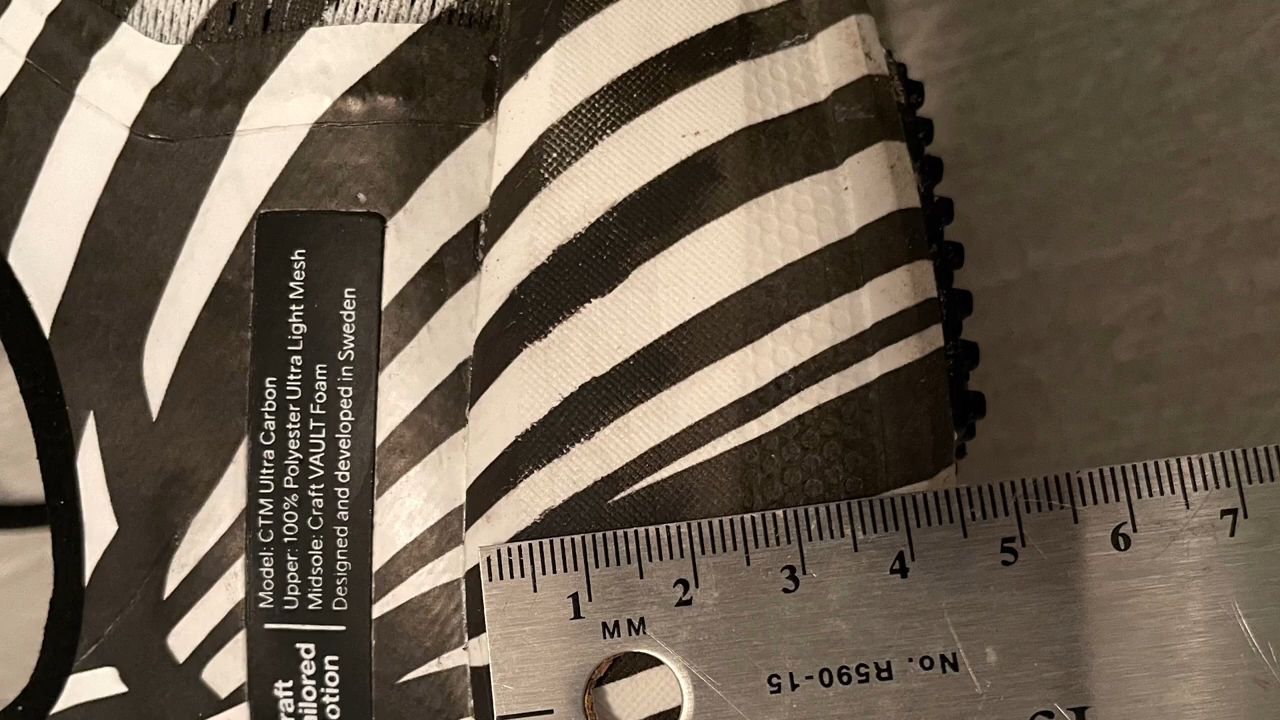 Model: CTM Ultra Carbon
Upper: 100% Polyester Ultra Light Mesh
Midsole: Craft VAULT Foam
Designed and developed in Sweden
1 2 3 4 5 6 7
MM
No. R590-15